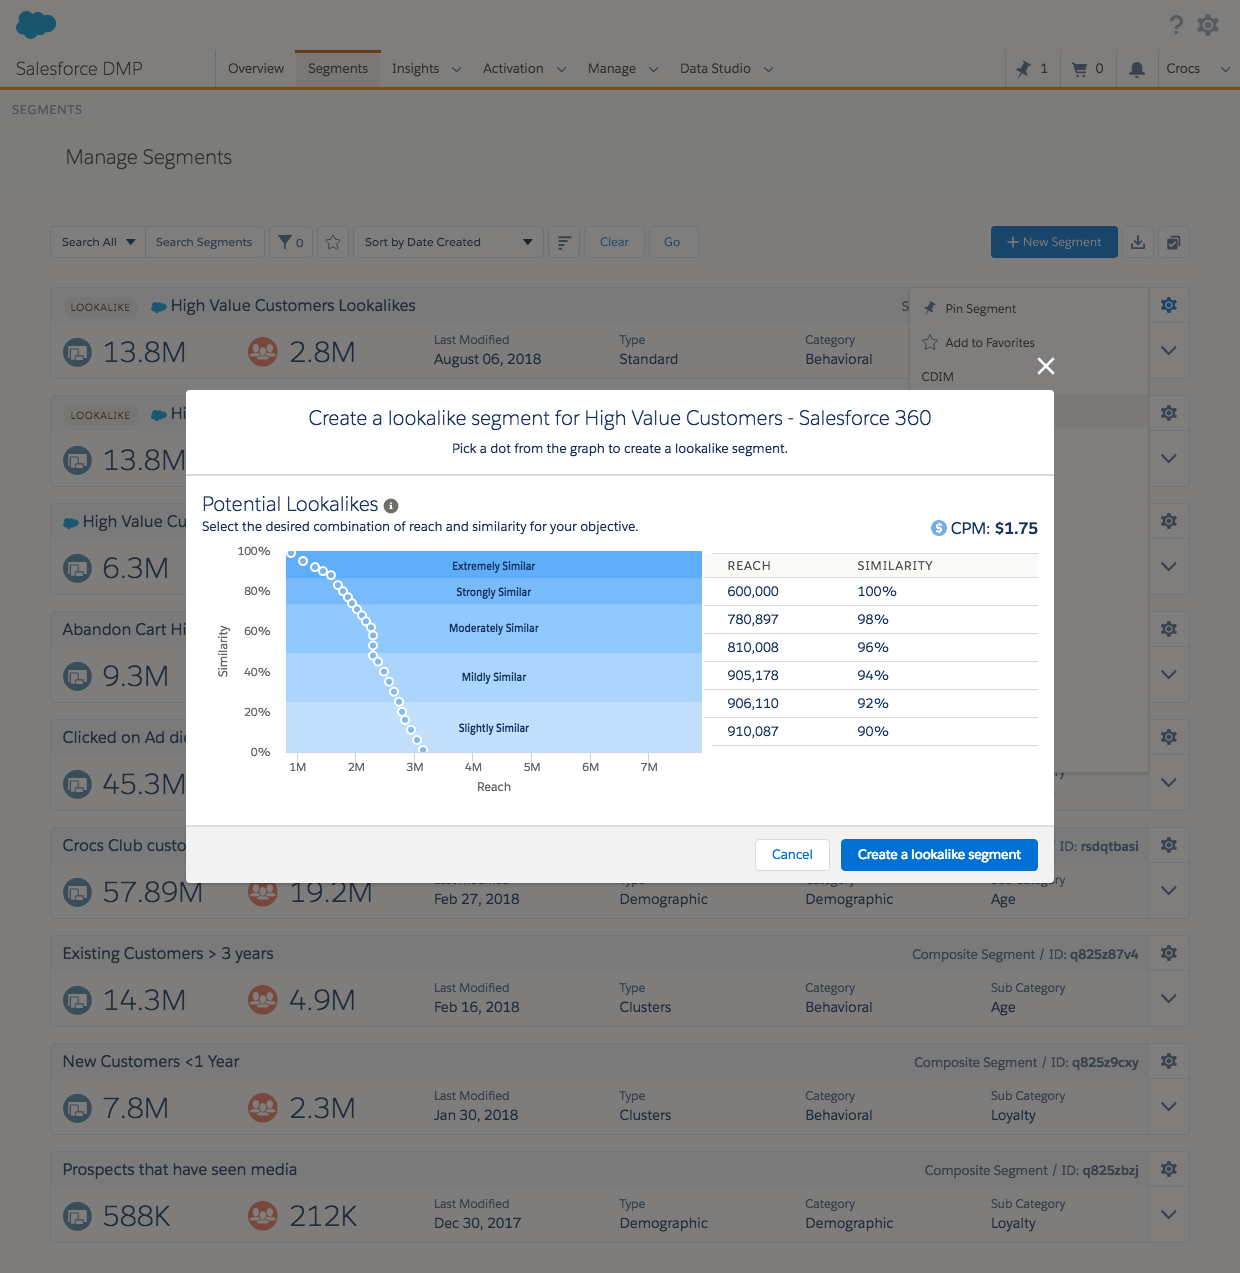 Salesforce DMP
Overview
Segments
Insights
Activation
Manage
Data Studio
1
0
Crocs
SEGMENTS
Manage Segments
Search All
Search Segments
0
Sort by Date Created
Clear
Go
+ New Segment
LOOKALIKE
High Value Customers Lookalikes
S
Pin Segment
Add to Favorites
CDIM
13.8M
2.8M
Last Modified
August 06, 2018
Type
Standard
Category
Behavioral
LOOKALIKE
Hi
13.8M
High Value Cu
6.3M
Abandon Cart Hi
9.3M
Clicked on Ad di
45.3M
Create a lookalike segment for High Value Customers - Salesforce 360
Pick a dot from the graph to create a lookalike segment.
Potential Lookalikes
Select the desired combination of reach and similarity for your objective.
$ CPM: $1.75
100%
80%
60%
40%
20%
0%
Similarity
Extremely Similar
Strongly Similar
Moderately Similar
Mildly Similar
Slightly Similar
1M 2M 3M 4M 5M 6M 7M
Reach
REACH SIMILARITY
600,000 100%
780,897 98%
810,008 96%
905,178 94%
906,110 92%
910,087 90%
Cancel
Create a lookalike segment
Crocs Club custo
/ ID: rsdqtbasi
57.89M
19.2M
Last Modified
Feb 27, 2018
Type
Demographic
Category
Demographic
Sub Category
Age
Existing Customers > 3 years
Composite Segment / ID: q825z87v4
14.3M
4.9M
Last Modified
Feb 16, 2018
Type
Clusters
Category
Behavioral
Sub Category
Age
New Customers <1 Year
Composite Segment / ID: q825z9cxy
7.8M
2.3M
Last Modified
Jan 30, 2018
Type
Clusters
Category
Behavioral
Sub Category
Loyalty
Prospects that have seen media
Composite Segment / ID: q825zbzj
588K
212K
Last Modified
Dec 30, 2017
Type
Demographic
Category
Demographic
Sub Category
Loyalty